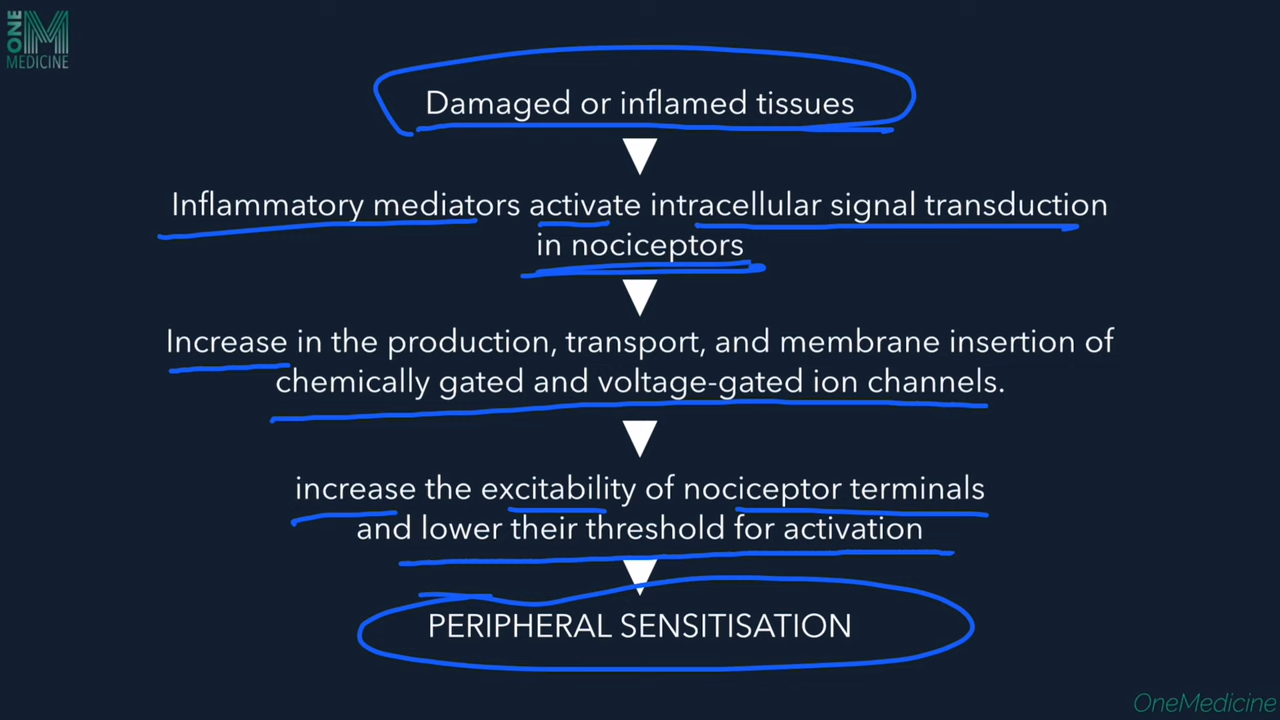 ONE M
MEDICINE
Damaged or inflamed tissues
Inflammatory mediators activate intracellular signal transduction
in nociceptors
Increase in the production, transport, and membrane insertion of
chemically gated and voltage-gated ion channels.
increase the excitability of nociceptor terminals
and lower their threshold for activation
PERIPHERAL SENSITISATION
OneMedicine